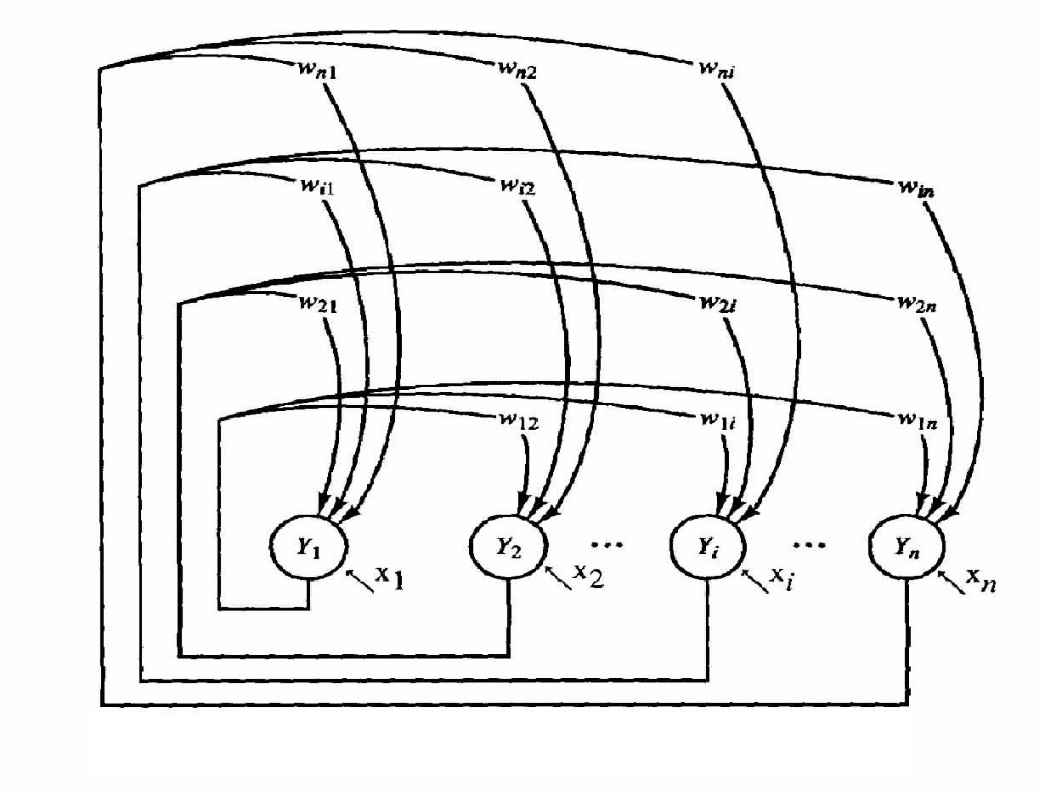 wn1 wn2 wni
wi1 wi2 win
w21 w2i w2n
w12 w1i w1n
Y1 Y2 ... Yi ... Yn
x1 x2 xi xn